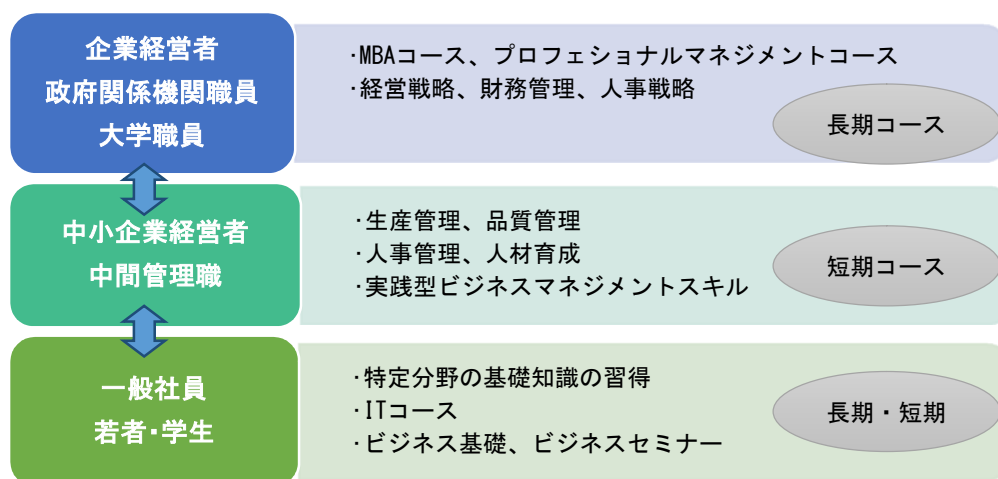 企業経営者
政府関係機関職員
大学職員
・MBAコース、プロフェショナルマネジメントコース
・経営戦略、財務管理、人事戦略
長期コース
中小企業経営者
中間管理職
・生産管理、品質管理
・人事管理、人材育成
・実践型ビジネスマネジメントスキル
短期コース
一般社員
若者・学生
・特定分野の基礎知識の習得
・ITコース
・ビジネス基礎、ビジネスセミナー
長期・短期